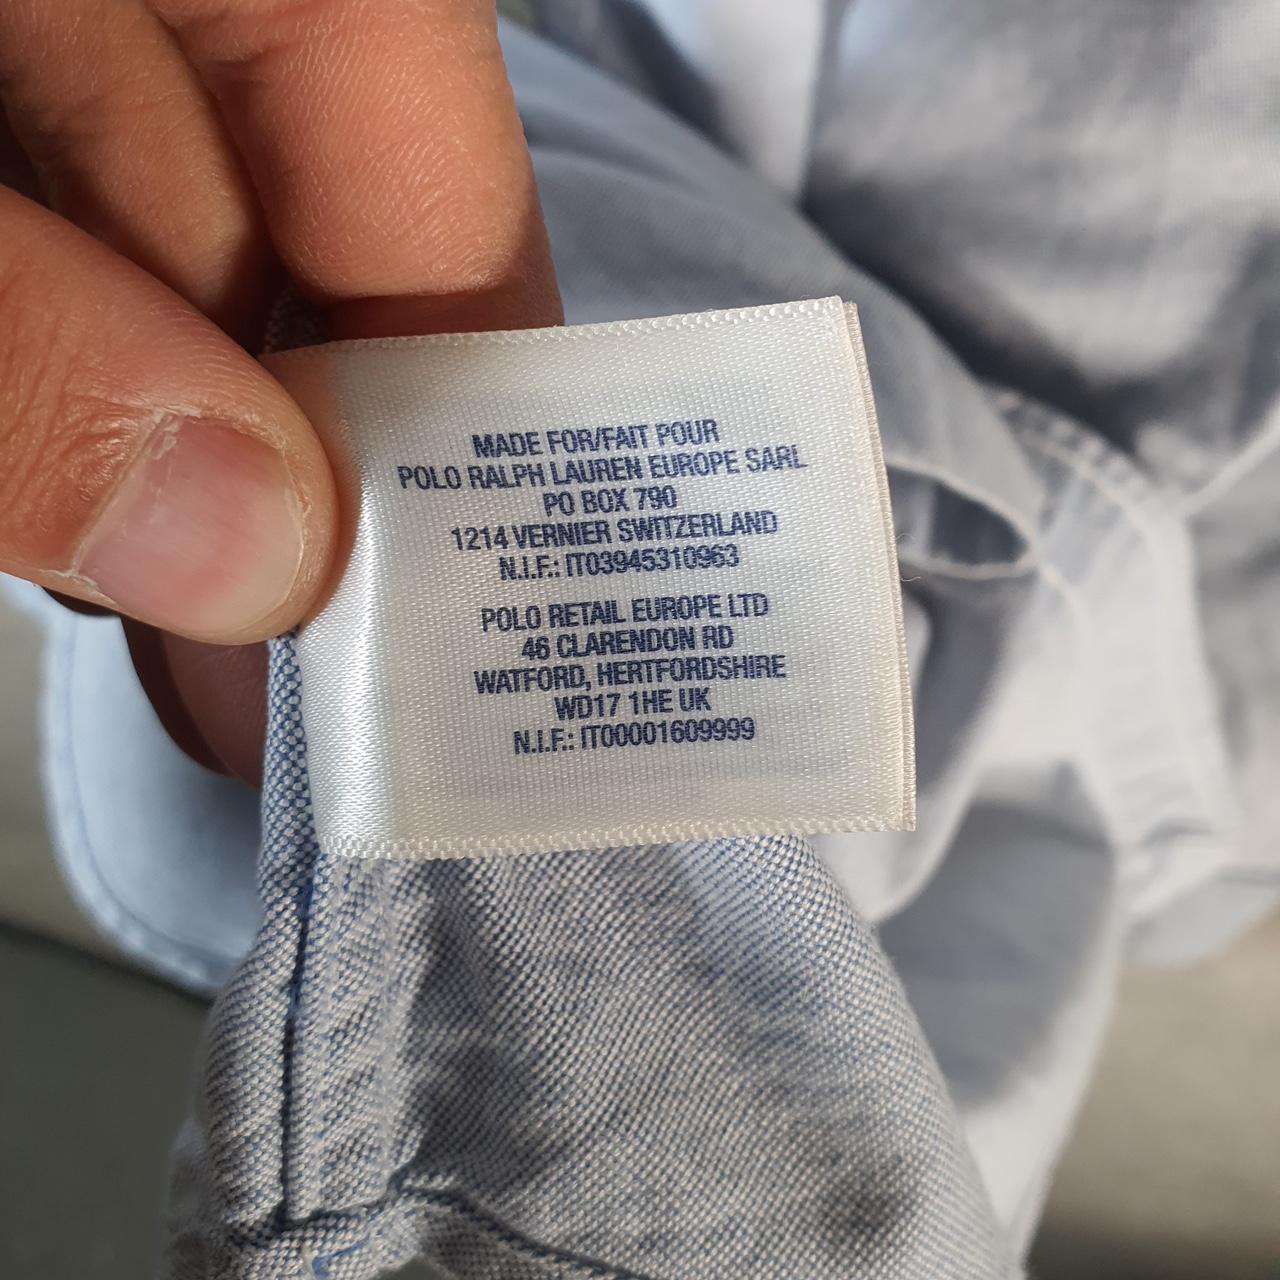 MADE FOR/FAIT POUR
POLO RALPH LAUREN EUROPE SARL
PO BOX 790
1214 VERNIER SWITZERLAND
N.I.F.: IT03945310963
POLO RETAIL EUROPE LTD
46 CLARENDON RD
WATFORD, HERTFORDSHIRE
WD17 1HE UK
N.I.F.: IT00001609999